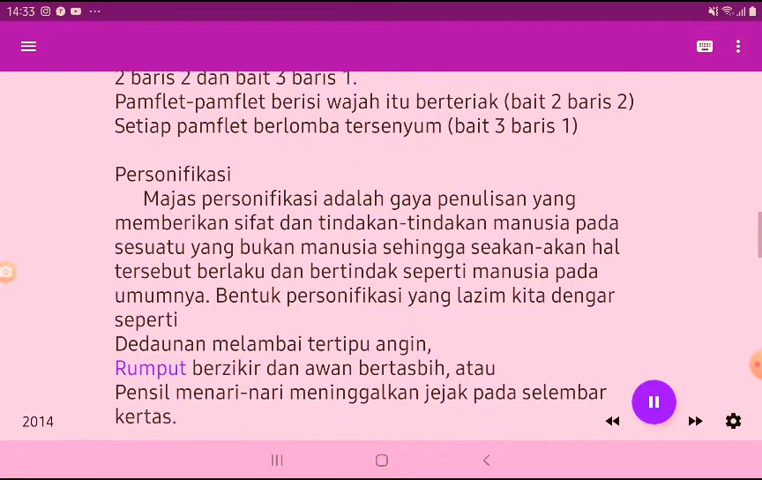 14:33
2 baris 2 dan bait 3 baris 1.
Pamflet-pamflet berisi wajah itu berteriak (bait 2 baris 2)
Setiap pamflet berlomba tersenyum (bait 3 baris 1)
Personifikasi
Majas personifikasi adalah gaya penulisan yang
memberikan sifat dan tindakan-tindakan manusia pada
sesuatu yang bukan manusia sehingga seakan-akan hal
tersebut berlaku dan bertindak seperti manusia pada
umumnya. Bentuk personifikasi yang lazim kita dengar
seperti
Dedaunan melambai tertipu angin,
Rumput berzikir dan awan bertasbih, atau
Pensil menari-nari meninggalkan jejak pada selembar
kertas.
2014